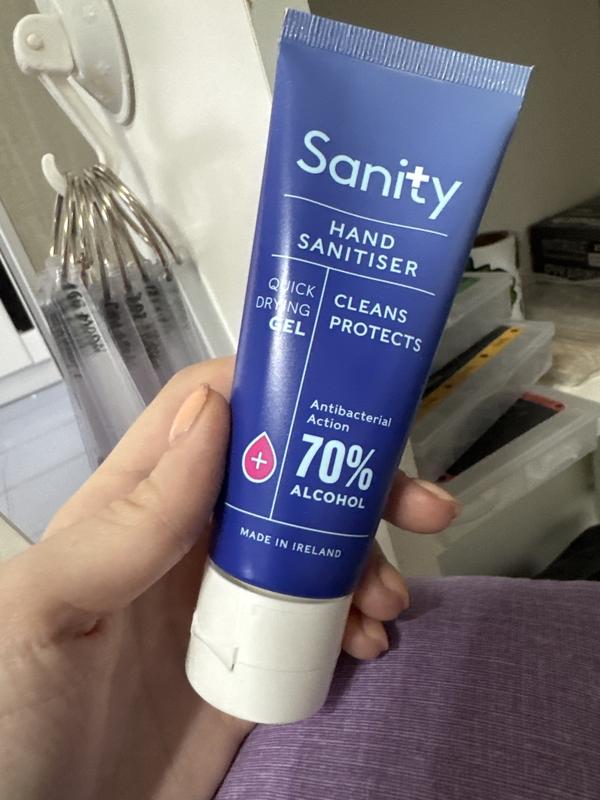 Sanity
HAND
SANITISER
QUICK
DRYING
GEL
CLEANS
PROTECTS
Antibacterial
Action
70%
ALCOHOL
MADE IN IRELAND